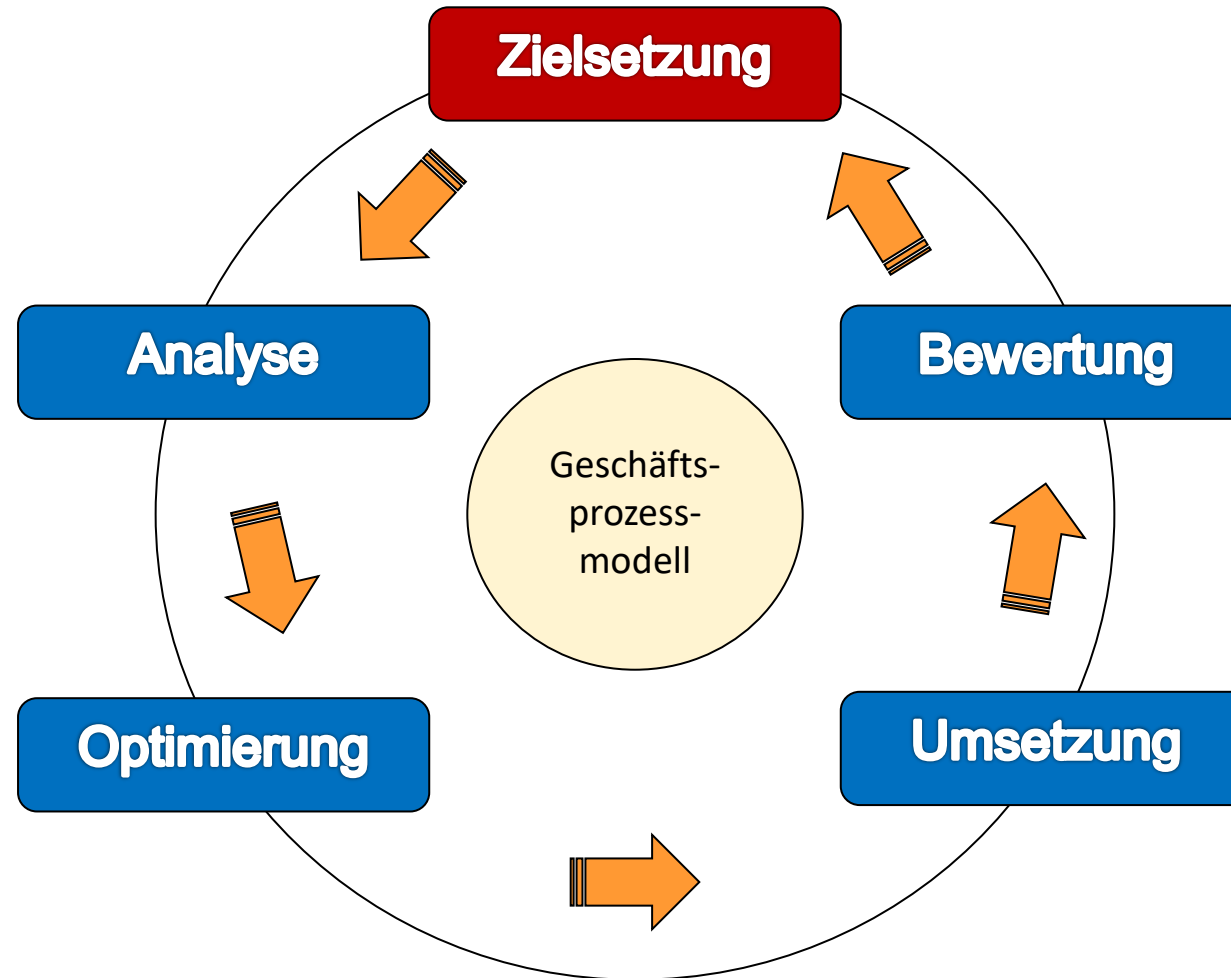 Zielsetzung
Analyse
Bewertung
Geschäfts-
prozess-
modell
Optimierung
Umsetzung